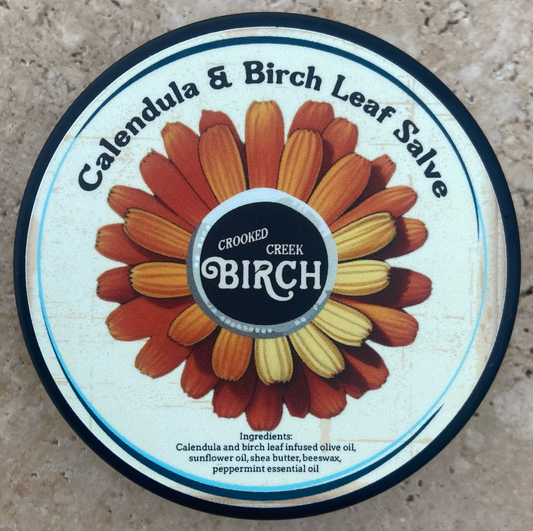 Calendula & Birch Leaf Salve
CROOKED
CREEK
BIRCH
Ingredients:
Calendula and birch leaf infused olive oil,
sunflower oil, shea butter, beeswax,
peppermint essential oil